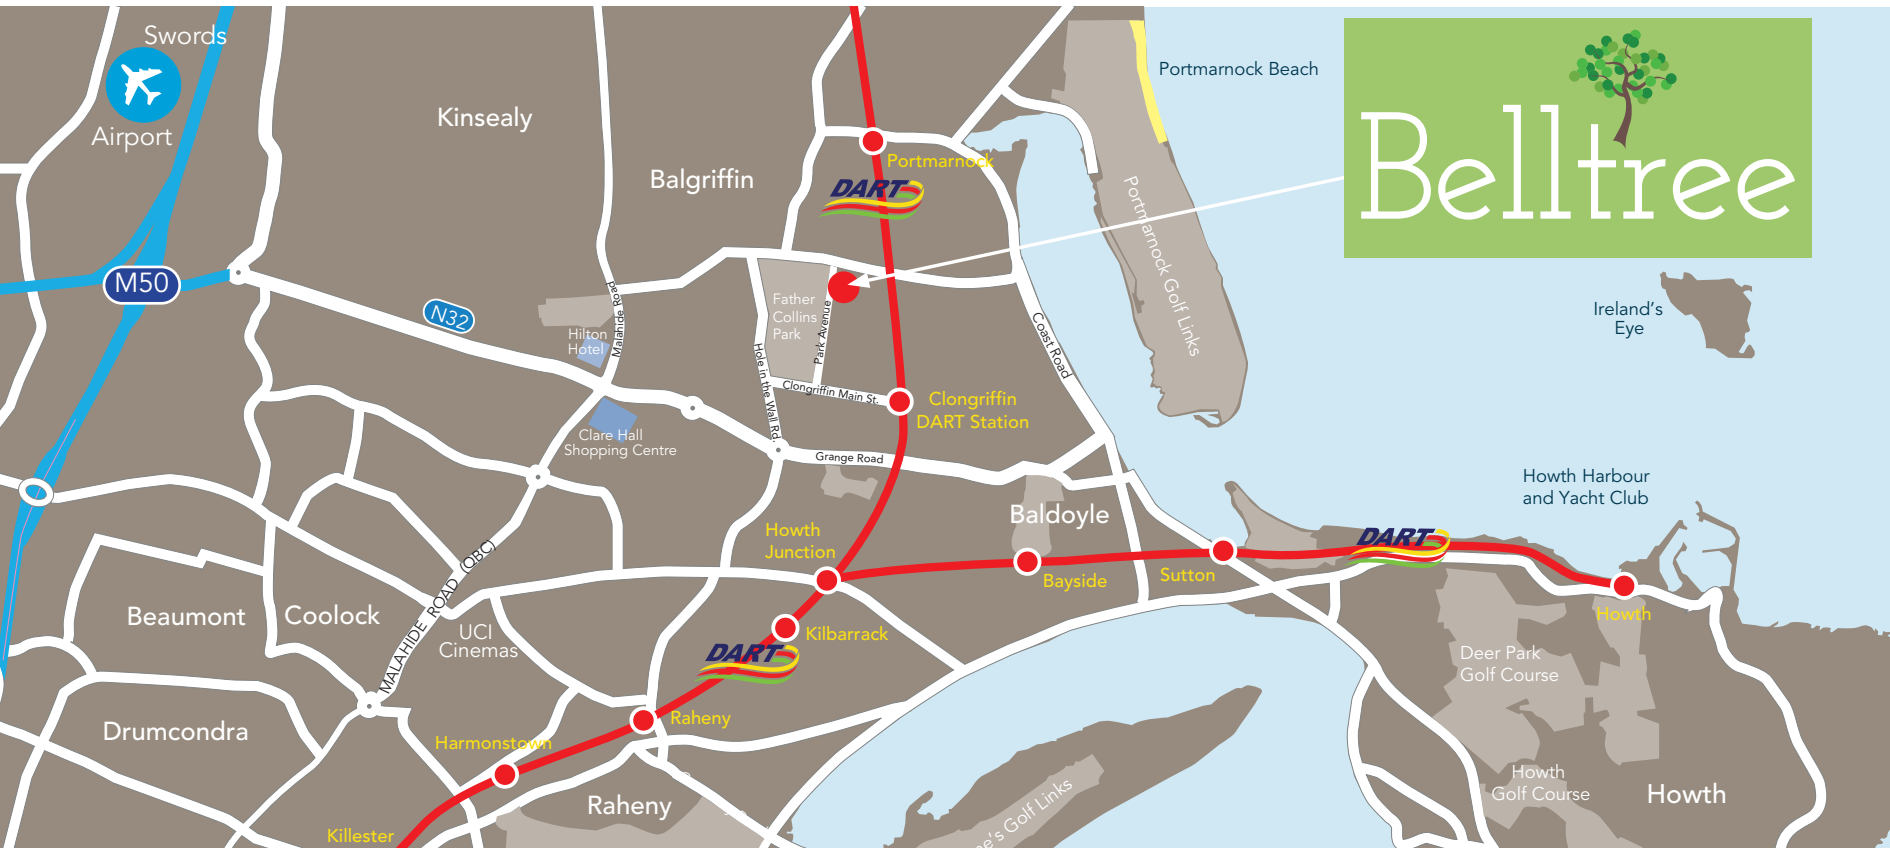 Swords
Airport
Kinsealy
Balgriffin
Portmarnock
DART
Portmarnock Beach
Belltree
Portmarnock Golf Links
M50
N32
Hilton
Hotel
Malahide Road
Father
Collins
Park
Park Avenue
Hole in the Wall Rd.
Clongriffin Main St.
Coast Road
Ireland's
Eye
Clongriffin
DART Station
Clare Hall
Shopping Centre
Grange Road
Howth Harbour
and Yacht Club
Baldoyle
Howth
Junction
DART
Bayside
Sutton
Howth
Beaumont
Coolock
MALAHIDE ROAD (QBC)
UCI
Cinemas
Kilbarrack
DART
Deer Park
Golf Course
Drumcondra
Harmonstown
Raheny
Raheny
Golf Links
Howth
Golf Course
Howth
Killester